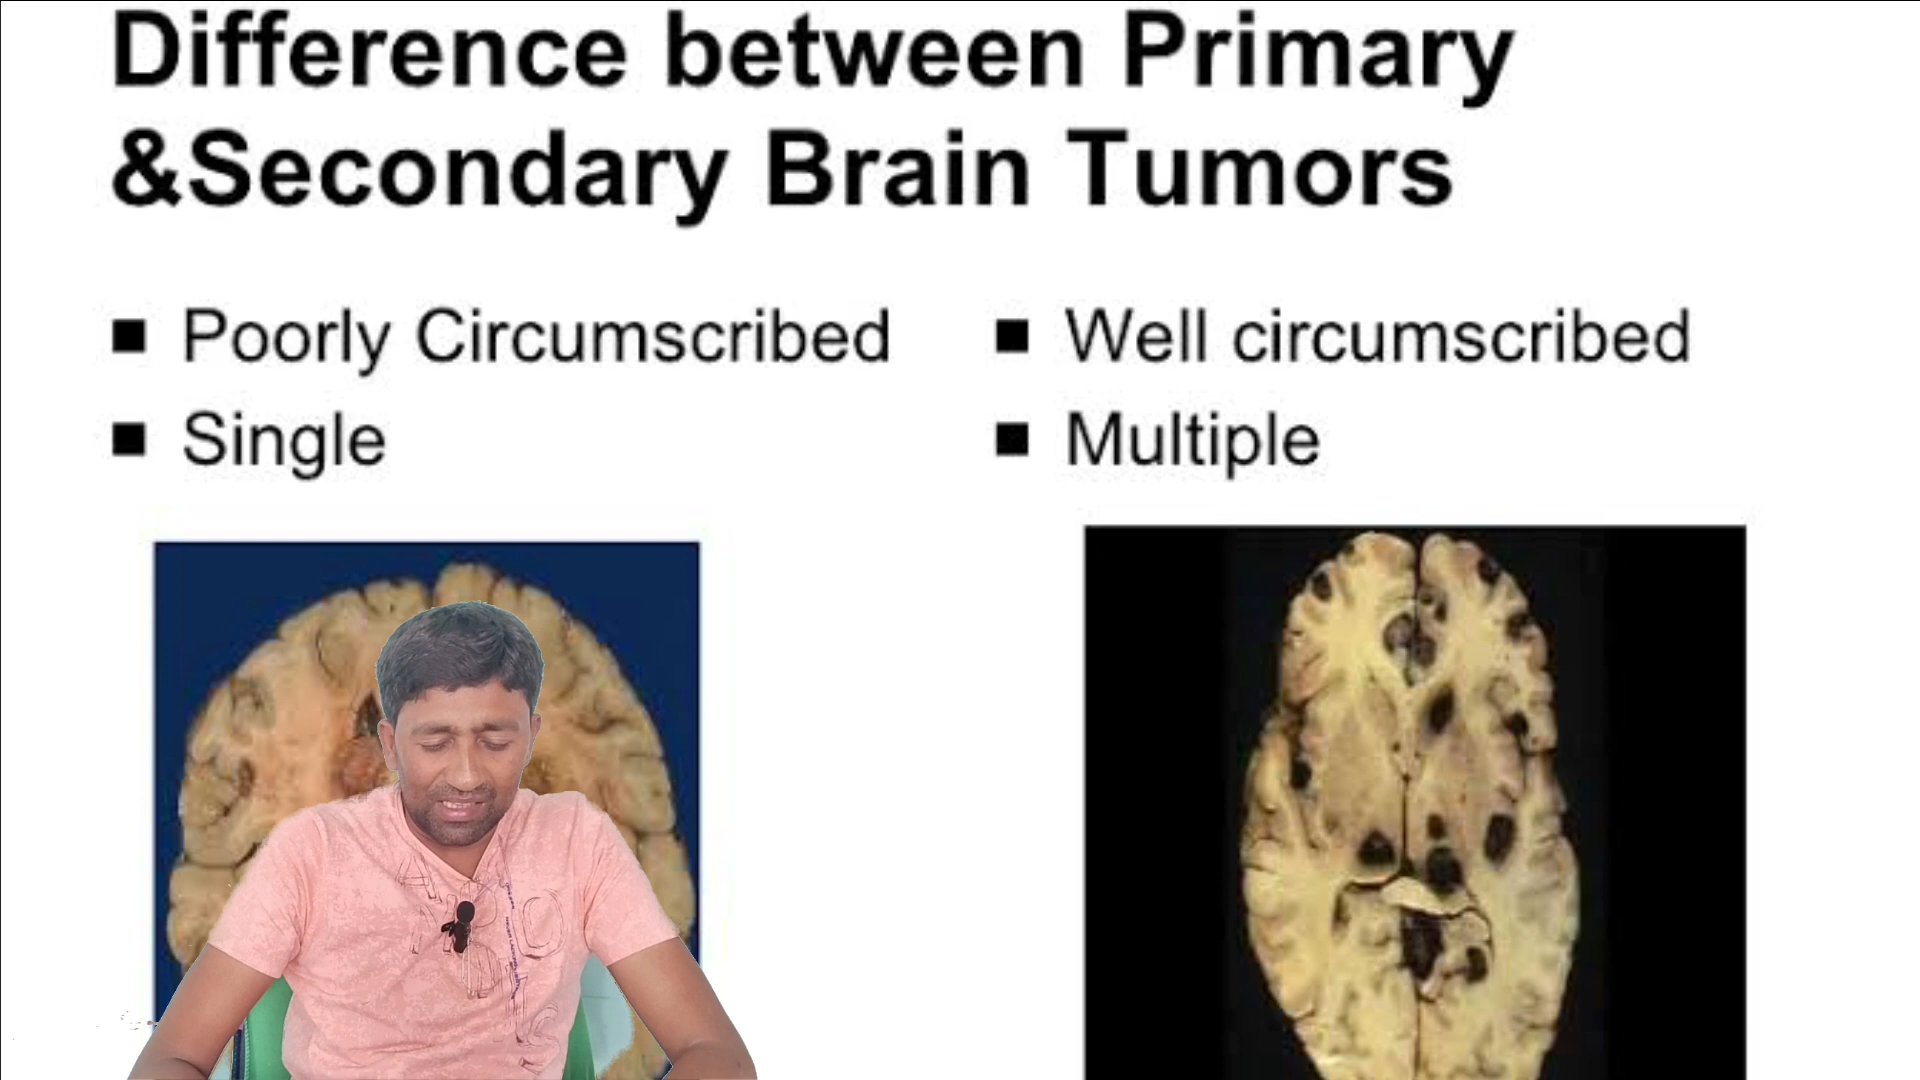 Difference between Primary
&Secondary Brain Tumors
■ Poorly Circumscribed
■ Single
■ Well circumscribed
■ Multiple